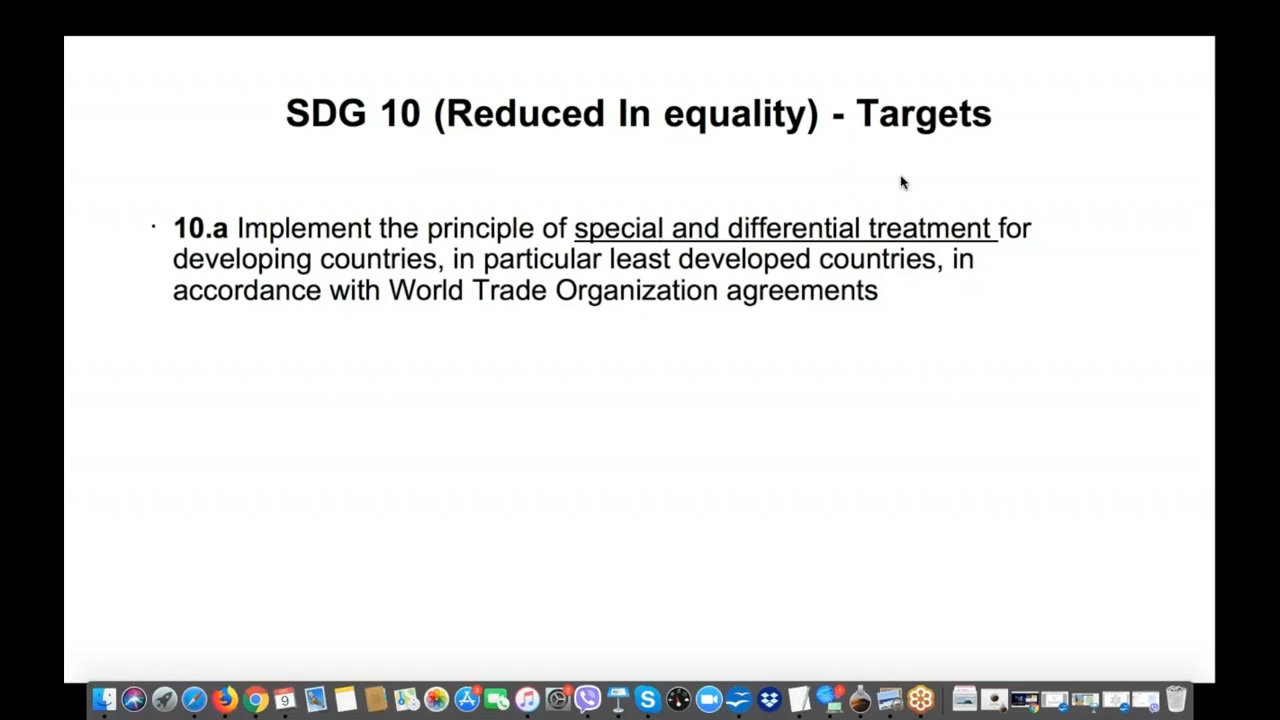 SDG 10 (Reduced In equality) - Targets
· 10.a Implement the principle of special and differential treatment for
developing countries, in particular least developed countries, in
accordance with World Trade Organization agreements
9